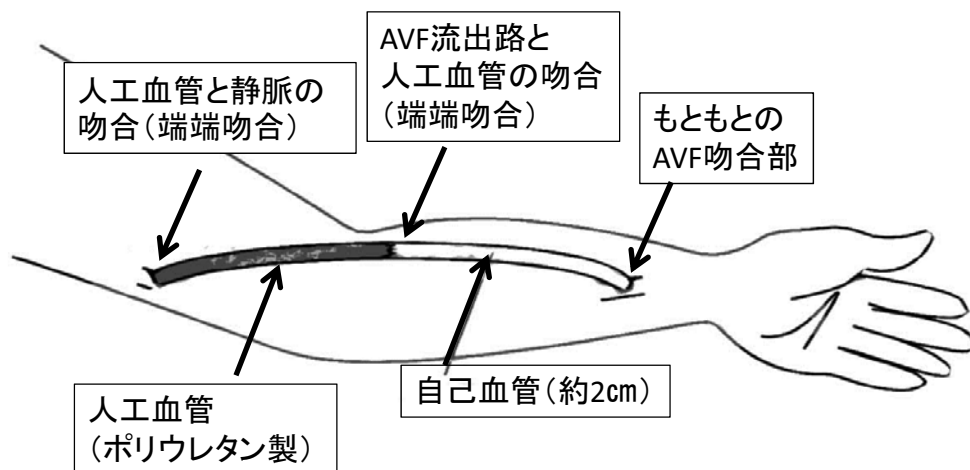 AVF流出路と
人工血管の吻合
(端端吻合)
人工血管と静脈の
吻合(端端吻合)
もともとの
AVF吻合部
人工血管
(ポリウレタン製)
自己血管(約2㎝)